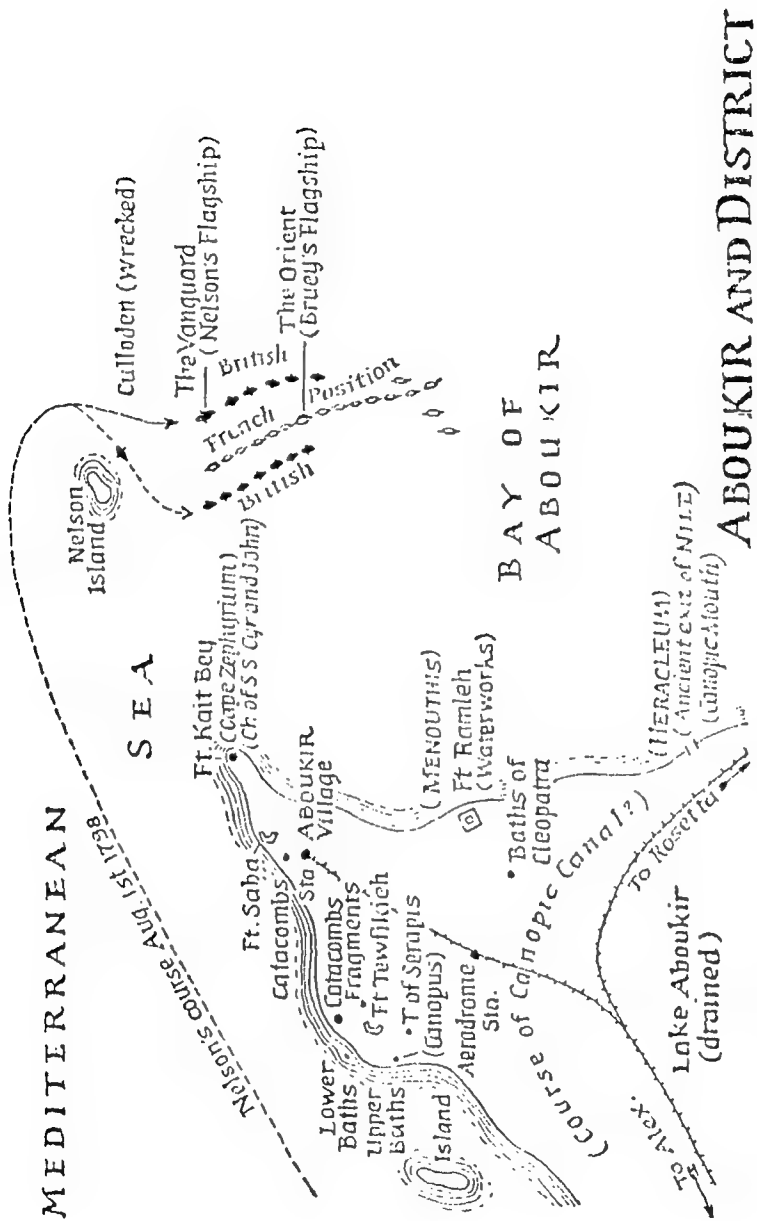 MEDITERRANEAN
SEA
Nelson's course Aug. 1st 1798
Nelson
Island
Culloden (wrecked)
The Vanguard
(Nelson's Flagship)
British
French Position
British
The Orient
(Bruey's Flagship)
Ft. Kait Bey
(Cape Zephyrium)
(Ch of S S Cyr and John)
Ft. Saba
Catacombs
Sta
ABOUKIR
Village
BAY OF
ABOUKIR
Lower
Baths
Upper
Baths
Island
Catacombs
Fragments
Ft Tewfikieh
T of Serapis
(Canopus)
Aerodrome
Sta.
(MENOUTHIS)
Ft Ramleh
(Waterworks)
Baths of
Cleopatra
(Course of Canopic Canal?)
(HERACLEUM)
(Ancient exit of NILE)
(Canopic Mouth)
To Alex.
To Rosetta
Lake Aboukir
(drained)
ABOUKIR AND DISTRICT